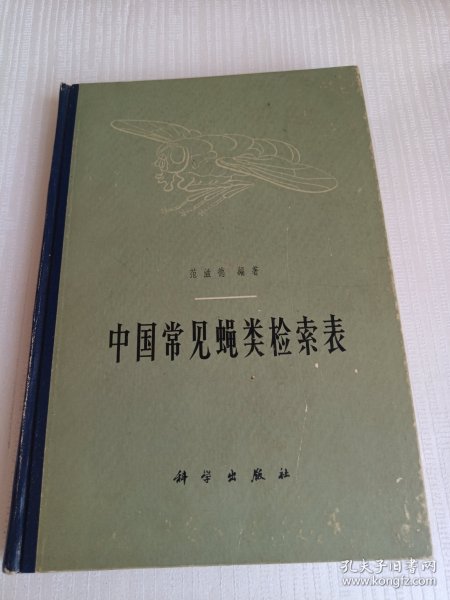 范滋德 编著
中国常见蝇类检索表
科学出版社
孔夫子旧书网
www.kongfz.com